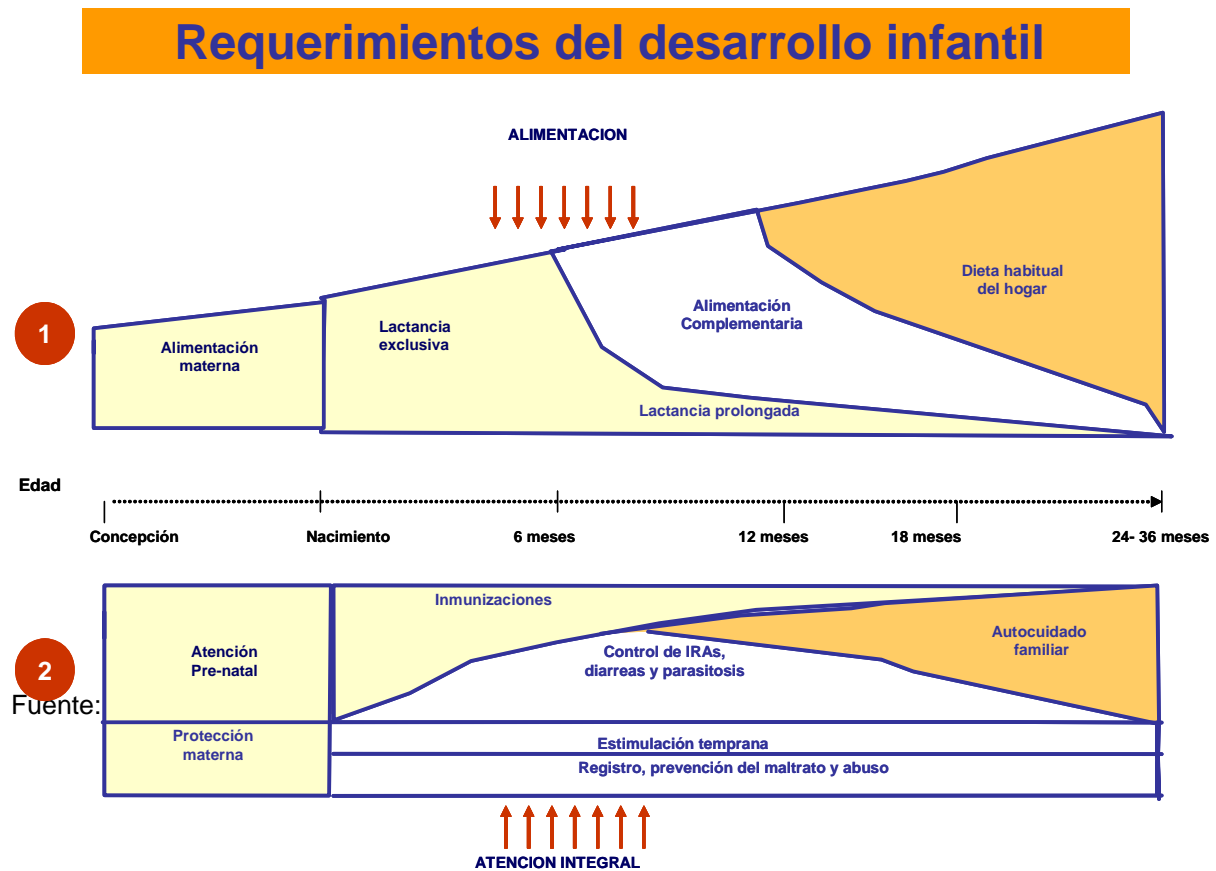 Requerimientos del desarrollo infantil
ALIMENTACION
1
Alimentación
materna
Lactancia
exclusiva
Alimentación
Complementaria
Dieta habitual
del hogar
Lactancia prolongada
Edad
Concepción
Nacimiento
6 meses
12 meses
18 meses
24- 36 meses
2
Fuente:
Atención
Pre-natal
Inmunizaciones
Control de IRAs,
diarreas y parasitosis
Autocuidado
familiar
Protección
materna
Estimulación temprana
Registro, prevención del maltrato y abuso
ATENCION INTEGRAL